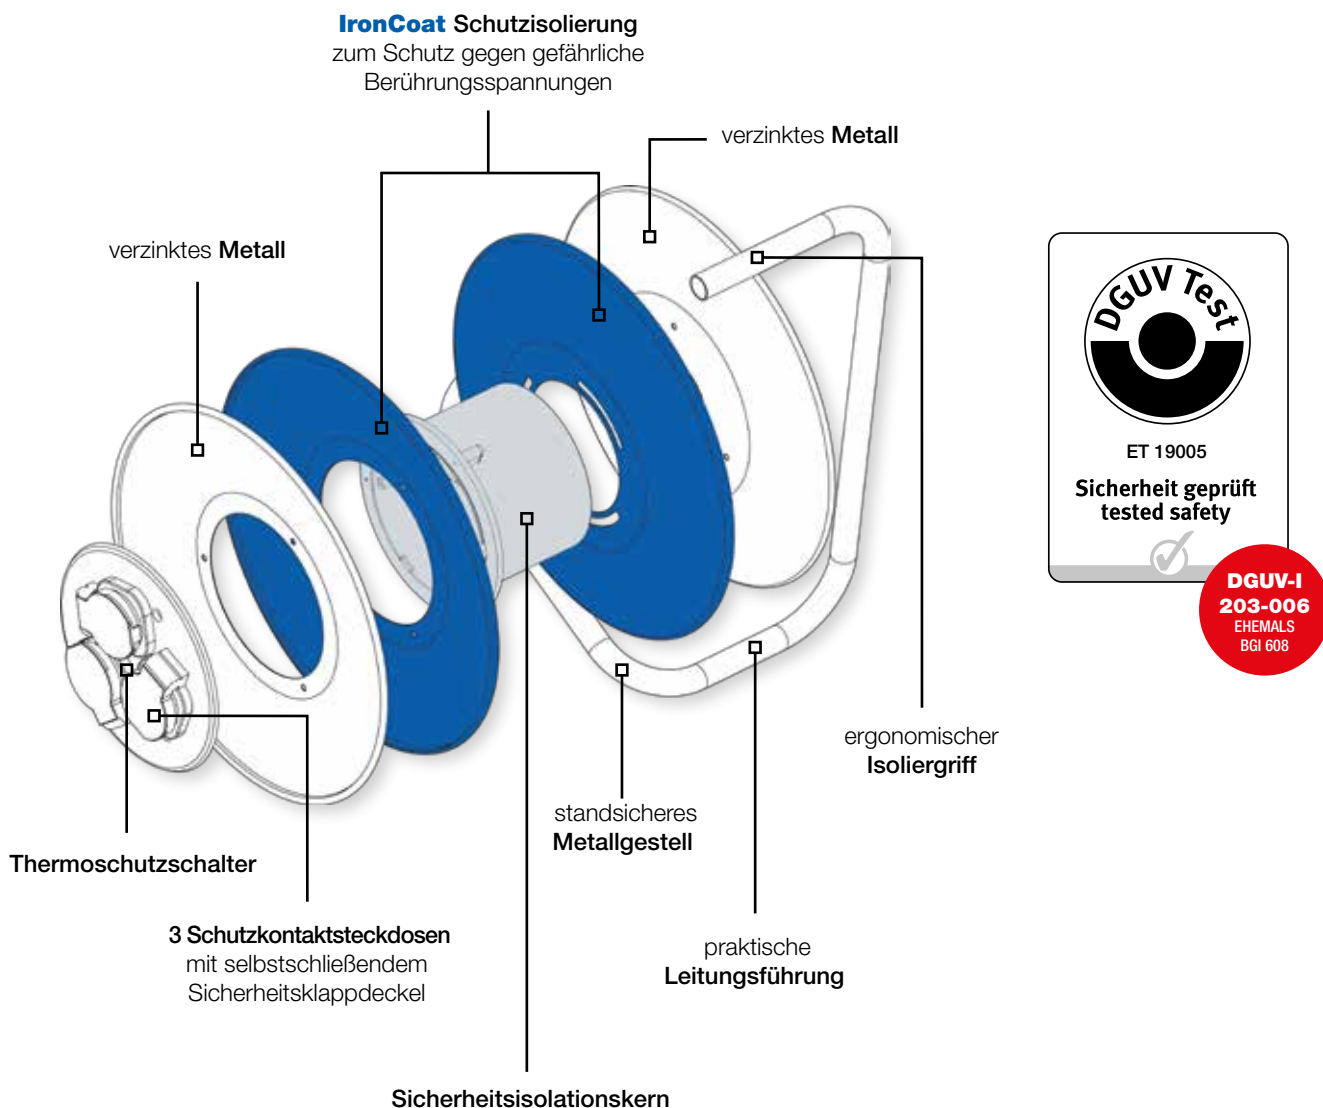 IronCoat Schutzisolierung
zum Schutz gegen gefährliche
Berührungsspannungen
verzinktes Metall
verzinktes Metall
DGUV Test
ET 19005
Sicherheit geprüft
tested safety
DGUV-I
203-006
EHEMALS
BGI 608
ergonomischer
Isoliergriff
standsicheres
Metallgestell
Thermoschutzschalter
3 Schutzkontaktsteckdosen
mit selbstschließendem
Sicherheitsklappdeckel
praktische
Leitungsführung
Sicherheitsisolationskern